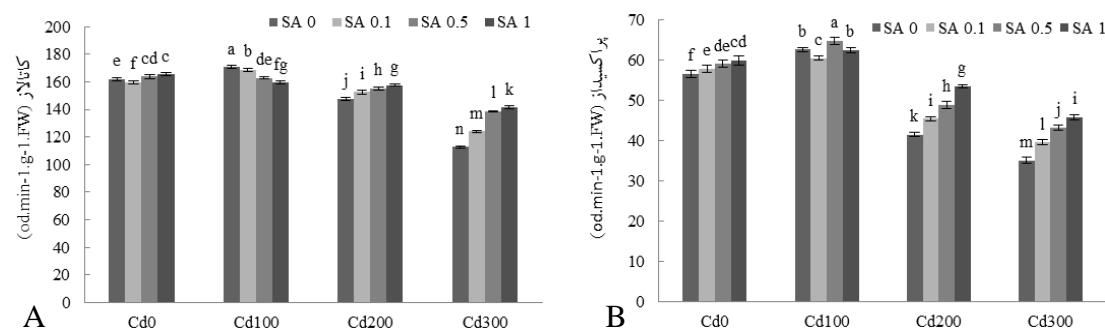 SA 0 SA 0.1 SA 0.5 SA 1
200
180
160
140
120
100
80
60
40
20
0
کاتالاز (od.min-1.g-1.FW)
e f cd c
a b de fg
j i h g
n m l k
Cd0 Cd100 Cd200 Cd300
A
SA 0 SA 0.1 SA 0.5 SA 1
70
60
50
40
30
20
10
0
پراکسیداز (od.min-1.g-1.FW)
f e de cd
b c a b
k i h g
m l j i
Cd0 Cd100 Cd200 Cd300
B